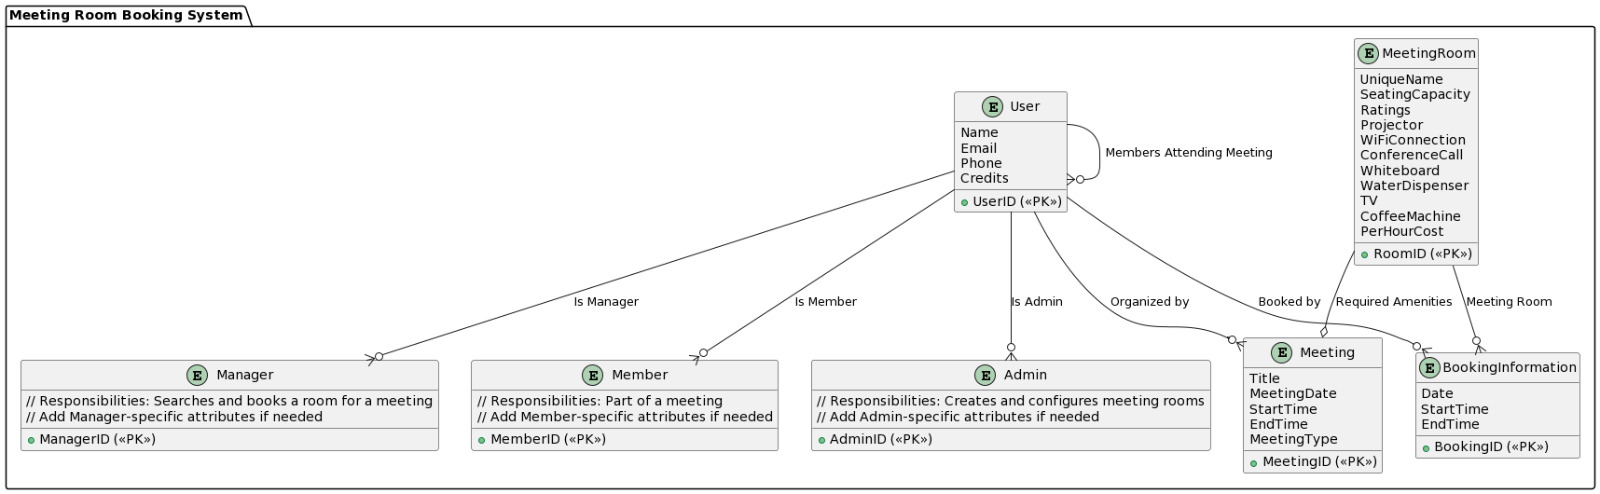 Meeting Room Booking System
E MeetingRoom
UniqueName
SeatingCapacity
Ratings
Projector
WiFiConnection
ConferenceCall
Whiteboard
WaterDispenser
TV
CoffeeMachine
PerHourCost
RoomID («PK»)
E User
Name
Email
Phone
Credits
UserID («PK»)
Members Attending Meeting
Is Manager
Is Member
Is Admin
Organized by
Booked by
Required Amenities
Meeting Room
E Manager
// Responsibilities: Searches and books a room for a meeting
// Add Manager-specific attributes if needed
ManagerID («PK»)
E Member
// Responsibilities: Part of a meeting
// Add Member-specific attributes if needed
MemberID («PK»)
E Admin
// Responsibilities: Creates and configures meeting rooms
// Add Admin-specific attributes if needed
AdminID («PK»)
E Meeting
Title
MeetingDate
StartTime
EndTime
MeetingType
MeetingID («PK»)
E BookingInformation
Date
StartTime
EndTime
BookingID («PK»)